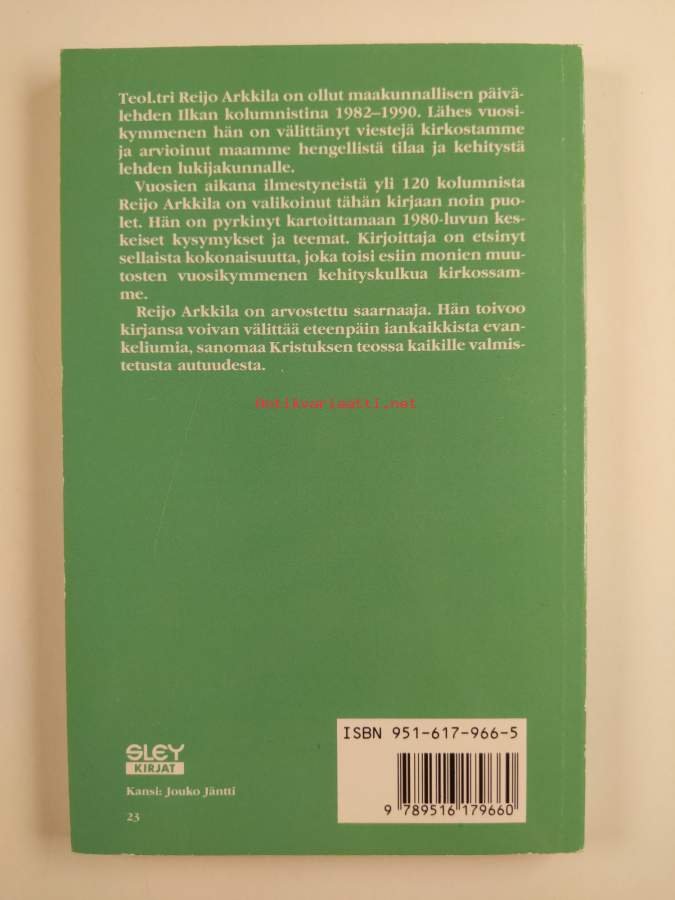 Teol.tri Reijo Arkkila on ollut maakunnallisen päivä-
lehden Ilkan kolumnistina 1982–1990. Lähes vuosi-
kymmenen hän on välittänyt viestejä kirkostamme
ja arvioinut maamme hengellistä tilaa ja kehitystä
lehden lukijakunnalle.
Vuosien aikana ilmestyneistä yli 120 kolumnista
Reijo Arkkila on valikoinut tähän kirjaan noin puo-
let. Hän on pyrkinyt kartoittamaan 1980-luvun kes-
keiset kysymykset ja teemat. Kirjoittaja on etsinyt
sellaista kokonaisuutta, joka toisi esiin monien muu-
tosten vuosikymmenen kehityskulkua kirkossam-
me.
Reijo Arkkila on arvostettu saarnaaja. Hän toivoo
kirjansa voivan välittää eteenpäin iankaikkista evan-
keliumia, sanomaa Kristuksen teossa kaikille valmis-
tetusta autuudesta.
Antikvariaatti.net
ISBN 951-617-966-5
SLEY
KIRJAT
Kansi: Jouko Jäntti
9 789516 179660
23